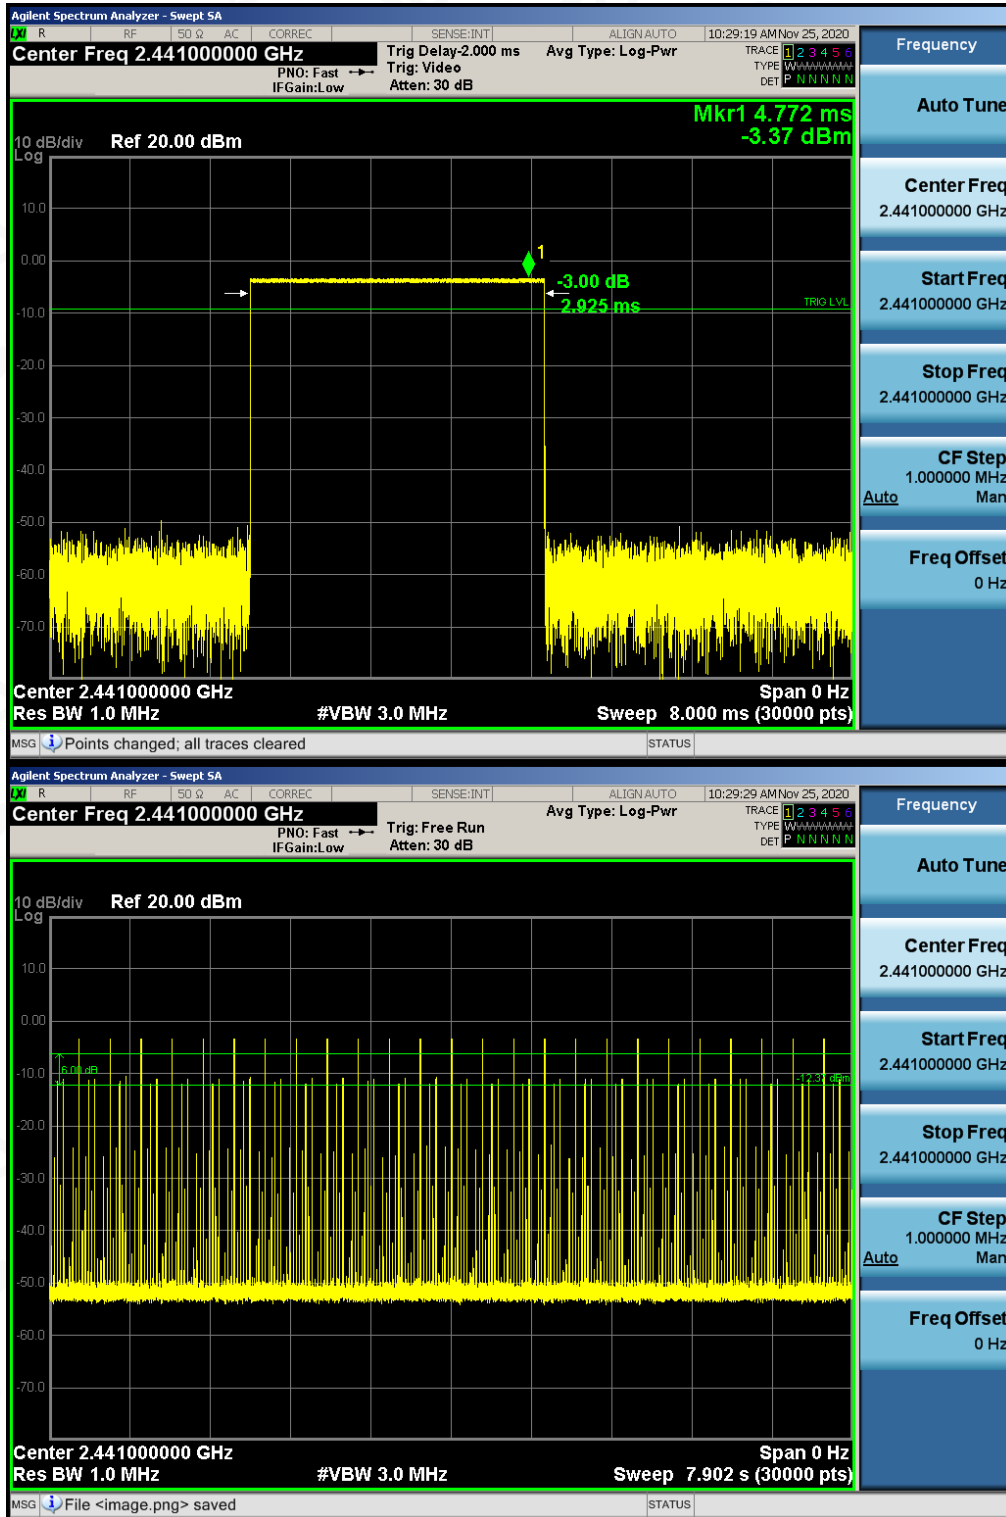 Agilent Spectrum Analyzer - Swept SA
LXI R RF 50 Ω AC CORREC SENSE:INT ALIGN AUTO 10:29:19 AM Nov 25, 2020
Center Freq 2.441000000 GHz
PNO: Fast
IFGain:Low
Trig Delay-2.000 ms
Trig: Video
Atten: 30 dB
Avg Type: Log-Pwr
TRACE 1 2 3 4 5 6
TYPE WWWWWW
DET P N N N N N
Mkr1 4.772 ms
-3.37 dBm
10 dB/div Ref 20.00 dBm
Log
10.0
0.00
1
-3.00 dB
2.925 ms
TRIG LVL
-10.0
-20.0
-30.0
-40.0
-50.0
-60.0
-70.0
Center 2.441000000 GHz Span 0 Hz
Res BW 1.0 MHz #VBW 3.0 MHz Sweep 8.000 ms (30000 pts)
MSG Points changed; all traces cleared STATUS
Frequency
Auto Tune
Center Freq
2.441000000 GHz
Start Freq
2.441000000 GHz
Stop Freq
2.441000000 GHz
CF Step
1.000000 MHz
Auto Man
Freq Offset
0 Hz
Agilent Spectrum Analyzer - Swept SA
LXI R RF 50 Ω AC CORREC SENSE:INT ALIGN AUTO 10:29:29 AM Nov 25, 2020
Center Freq 2.441000000 GHz
PNO: Fast
IFGain:Low
Trig: Free Run
Atten: 30 dB
Avg Type: Log-Pwr
TRACE 1 2 3 4 5 6
TYPE WWWWWW
DET P N N N N N
10 dB/div Ref 20.00 dBm
Log
10.0
0.00
6.00 dB
-10.0
-12.37 dBm
-20.0
-30.0
-40.0
-50.0
-60.0
-70.0
Center 2.441000000 GHz Span 0 Hz
Res BW 1.0 MHz #VBW 3.0 MHz Sweep 7.902 s (30000 pts)
MSG File <image.png> saved STATUS
Frequency
Auto Tune
Center Freq
2.441000000 GHz
Start Freq
2.441000000 GHz
Stop Freq
2.441000000 GHz
CF Step
1.000000 MHz
Auto Man
Freq Offset
0 Hz